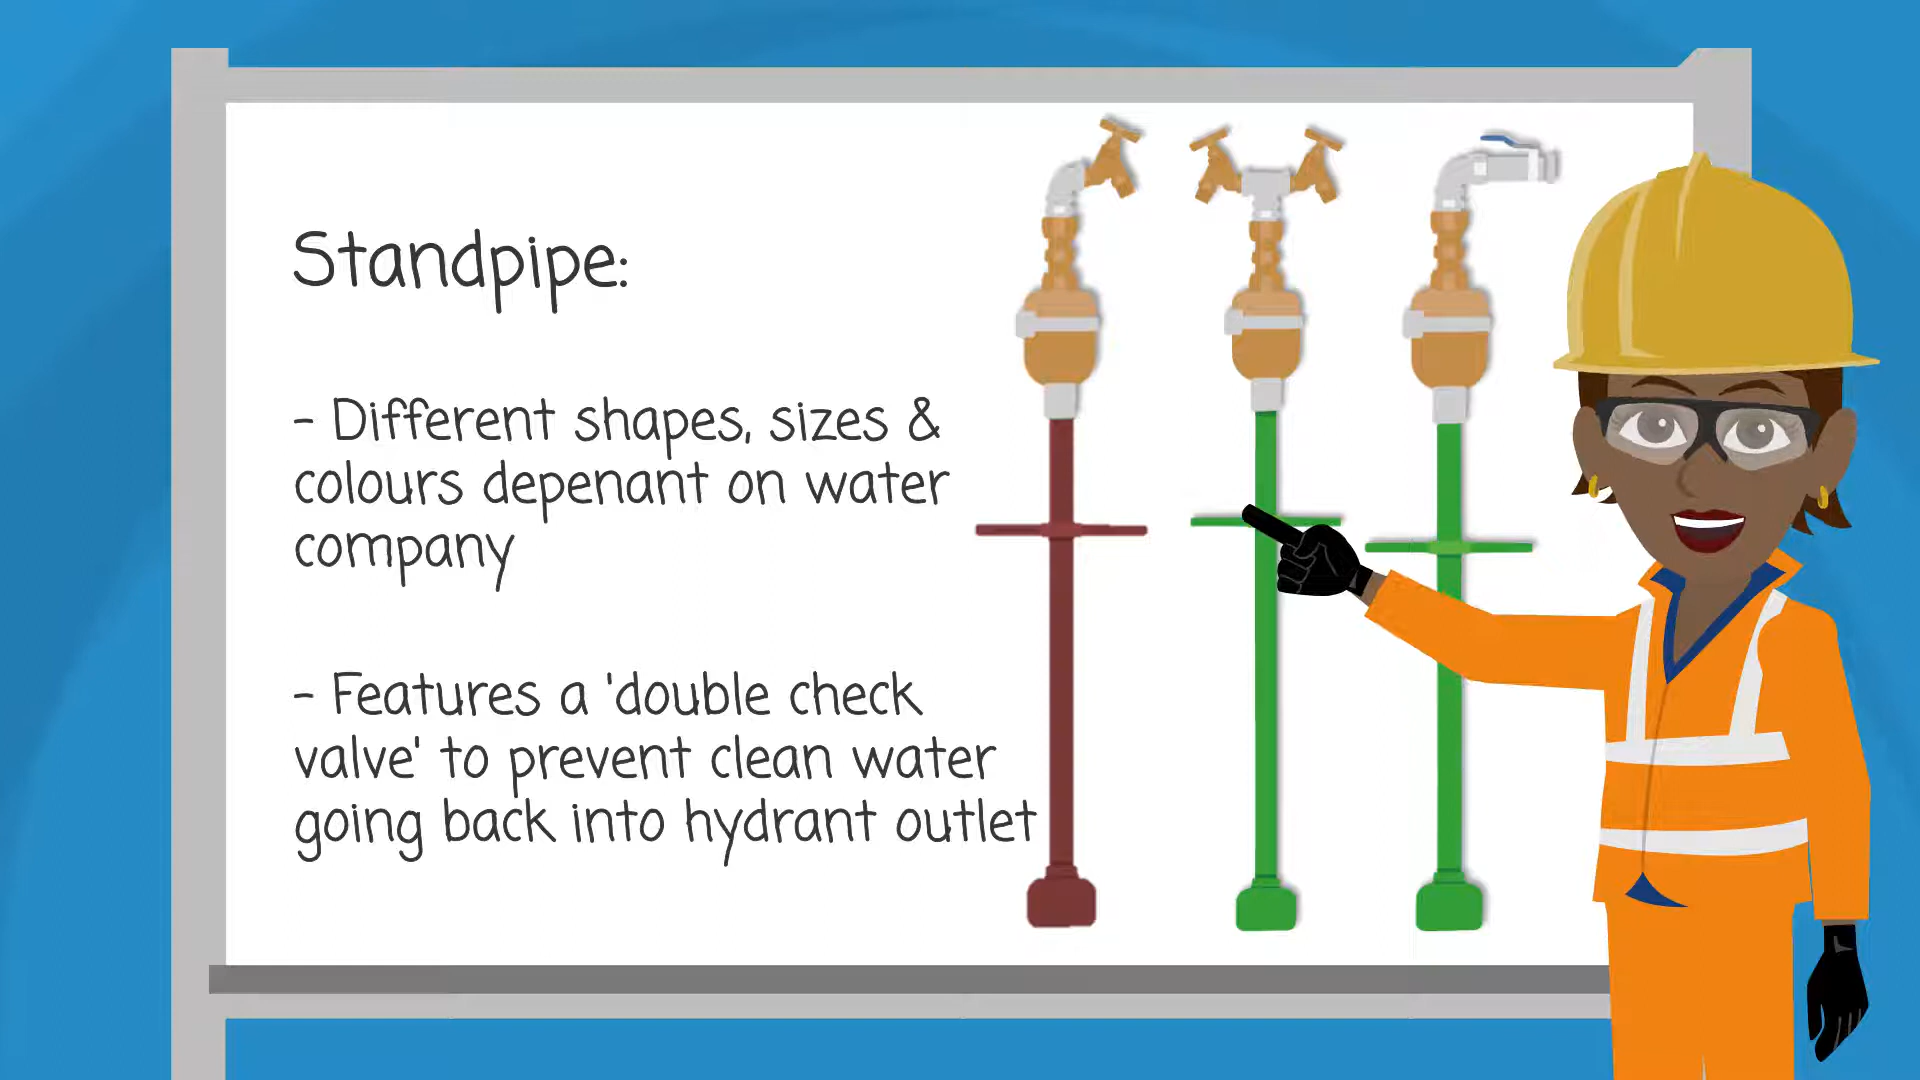 Standpipe:
- Different shapes, sizes &
colours depenant on water
company
- Features a 'double check
valve' to prevent clean water
going back into hydrant outlet